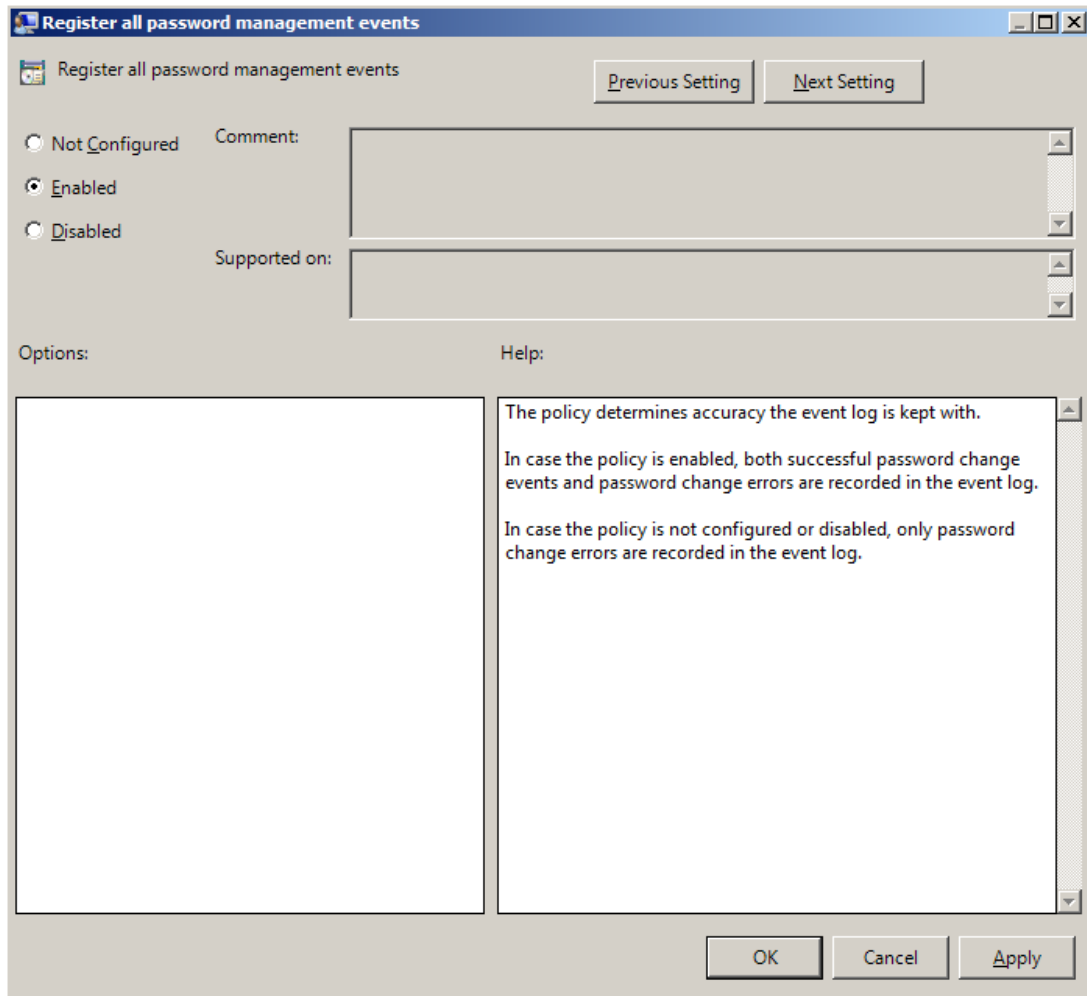 Register all password management events
Register all password management events
Previous Setting
Next Setting
Not Configured
Comment:
Enabled
Disabled
Supported on:
Options:
Help:
The policy determines accuracy the event log is kept with.
In case the policy is enabled, both successful password change
events and password change errors are recorded in the event log.
In case the policy is not configured or disabled, only password
change errors are recorded in the event log.
OK
Cancel
Apply